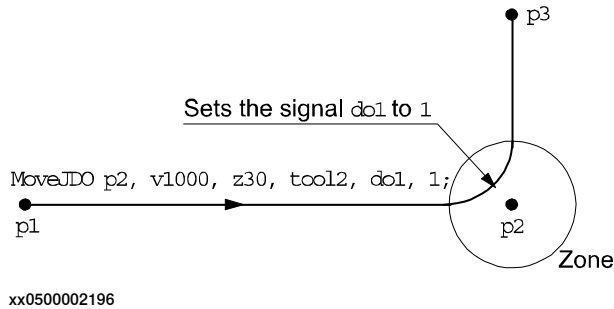 p3
Sets the signal do1 to 1
MoveJDO p2, v1000, z30, tool2, do1, 1;
p1
p2
Zone
xx0500002196